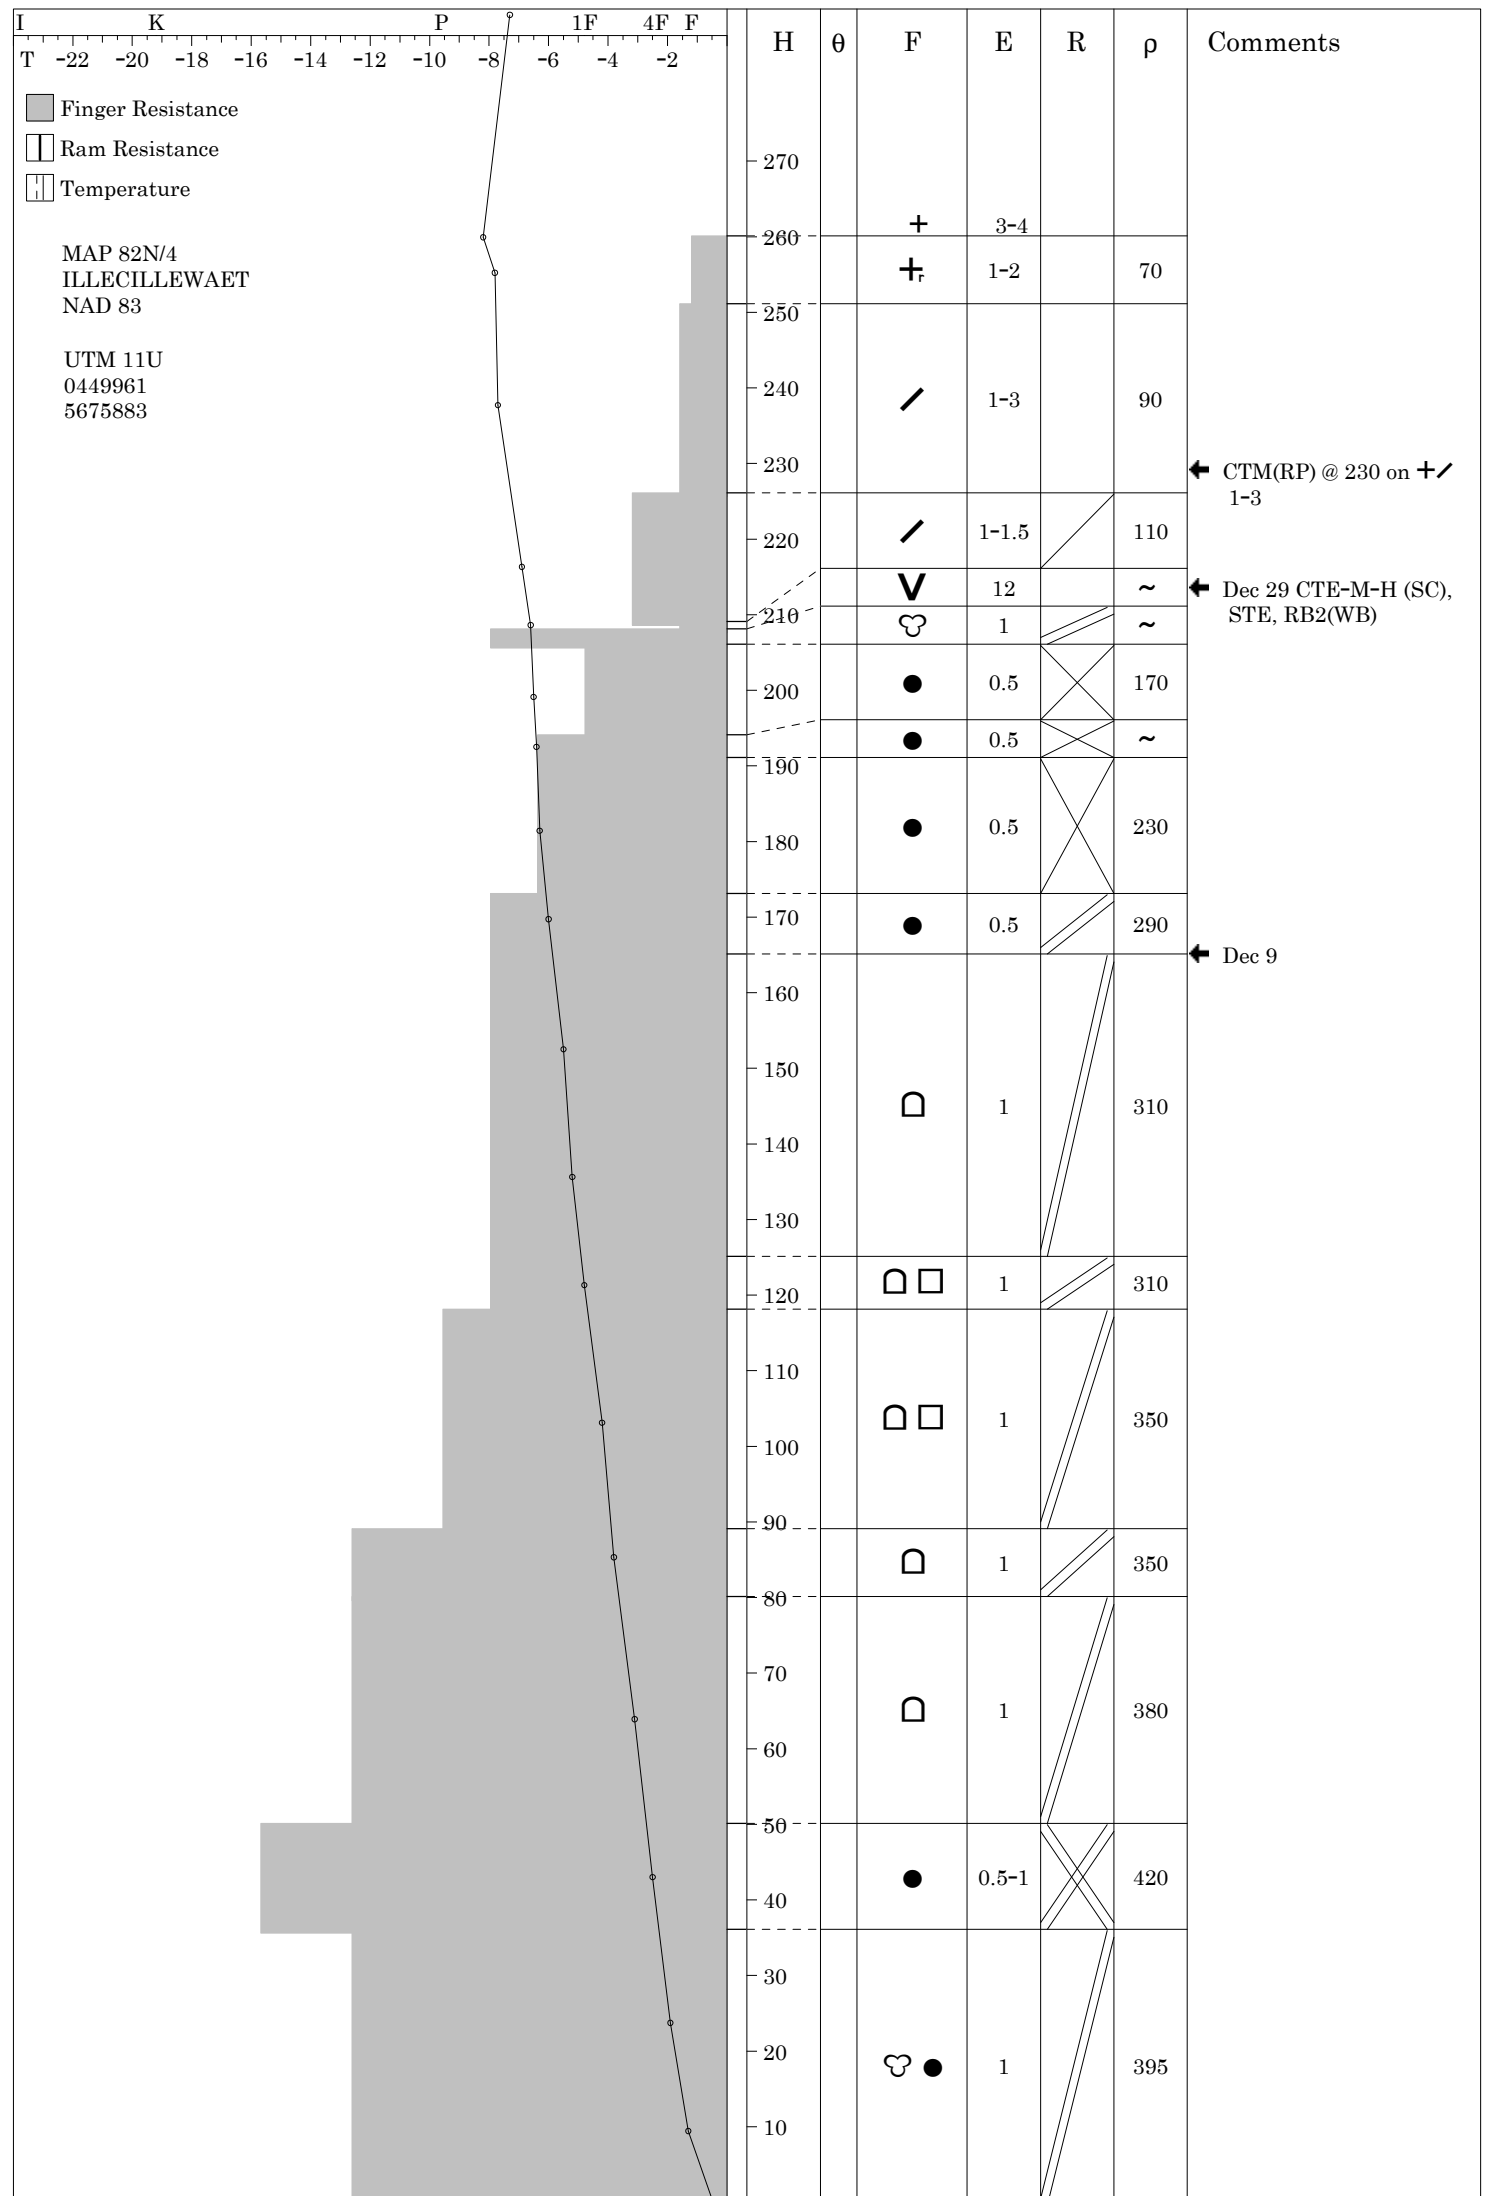 I K P 1F 4F F
T -22 -20 -18 -16 -14 -12 -10 -8 -6 -4 -2
H θ F E R ρ Comments
Finger Resistance
Ram Resistance
Temperature
MAP 82N/4
ILLECILLEWAET
NAD 83
UTM 11U
0449961
5675883
270
+ 3-4
260
+r 1-2 70
250
240 1-3 90
230
CTM(RP) @ 230 on +/
1-3
220 1-1.5 110
V 12 ~ Dec 29 CTE-M-H (SC),
STE, RB2(WB)
210 1 ~
200 0.5 170
0.5 ~
190
180 0.5 230
170 0.5 290
Dec 9
160
150
1 310
140
130
120 1 310
110
1 350
100
90
1 350
80
70
1 380
60
50
0.5-1 420
40
30
20 1 395
10